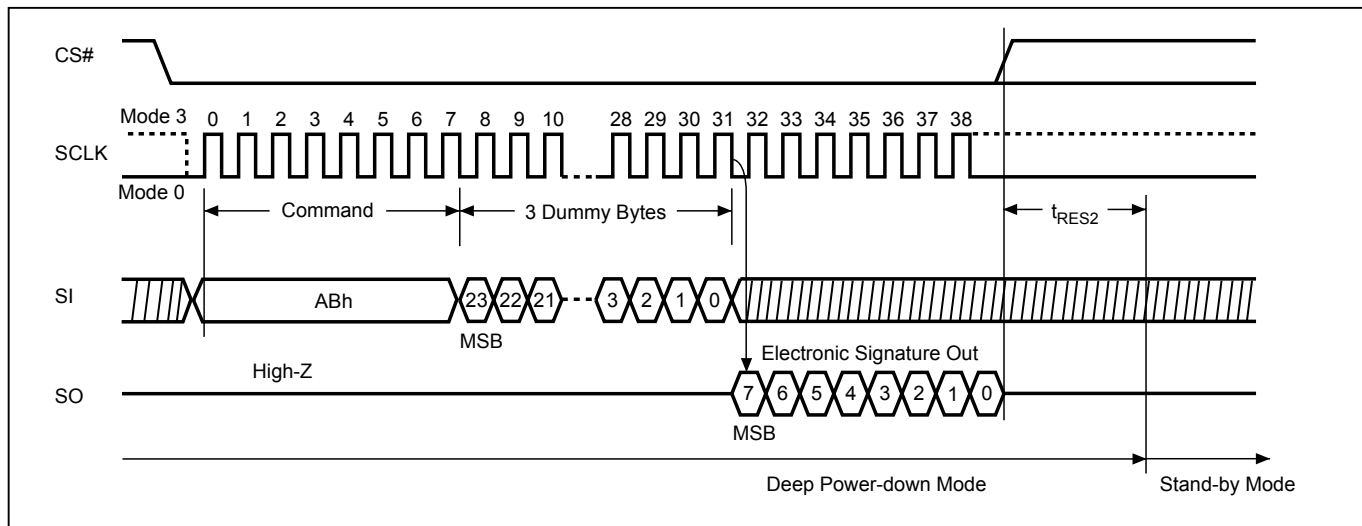 CS#
Mode 3 0 1 2 3 4 5 6 7 8 9 10 28 29 30 31 32 33 34 35 36 37 38
SCLK
Mode 0
Command 3 Dummy Bytes tRES2
SI ABh 23 22 21 3 2 1 0
MSB
Electronic Signature Out
High-Z
SO 7 6 5 4 3 2 1 0
MSB
Deep Power-down Mode Stand-by Mode